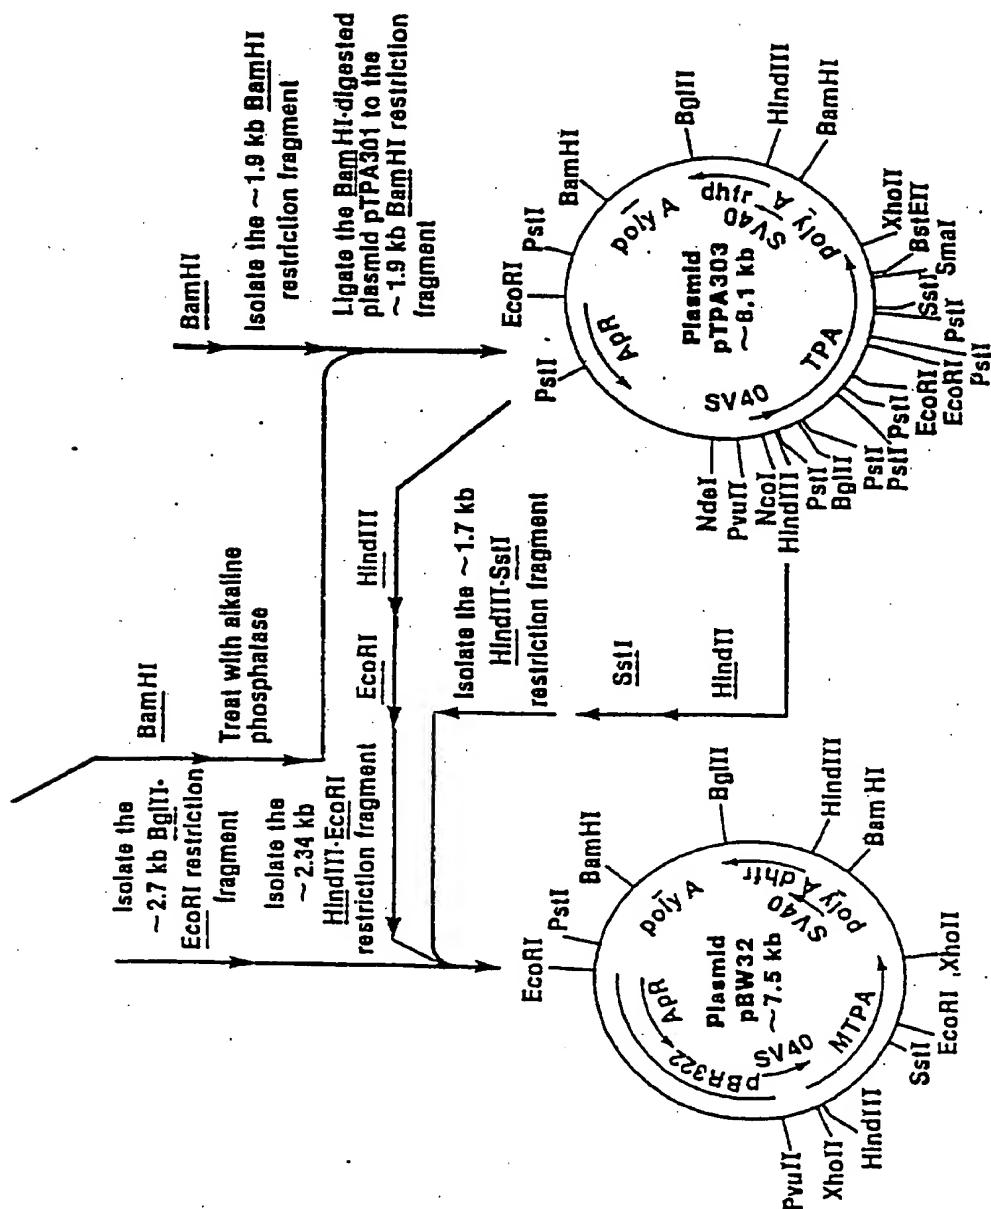 BamHI
Isolate the ~1.9 kb BamHI
restriction fragment
Ligate the BamHI-digested
plasmid pTPA301 to the
~1.9 kb BamHI restriction
fragment
BamHI
Treat with alkaline
phosphatase
Isolate the
~2.7 kb BglII-
EcoRI restriction
fragment
Isolate the
~2.34 kb
HindIII-EcoRI
restriction fragment
EcoRI
HindIII
Isolate the ~1.7 kb
HindIII-SstI
restriction fragment
SstI
HindII
PstI
EcoRI
PstI
BamHI
BglII
HindIII
BamHI
XhoII
BstEII
SmaI
SstI
PstI
PstI
EcoRI
EcoRI
PstI
PstI
PstI
BglII
PstI
HindIII
NcoI
PvuII
NdeI
ApR
poly A
dhfr
SV40
poly A
TPA
SV40
Plasmid
pTPA303
~8.1 kb
EcoRI
PstI
BamHI
BglII
HindIII
Bam HI
XhoII
EcoRI
SstI
HindIII
XhoII
PvuII
pBR322
ApR
poly A
dhfr
SV40
poly A
MTPA
SV40
Plasmid
pBW32
~7.5 kb